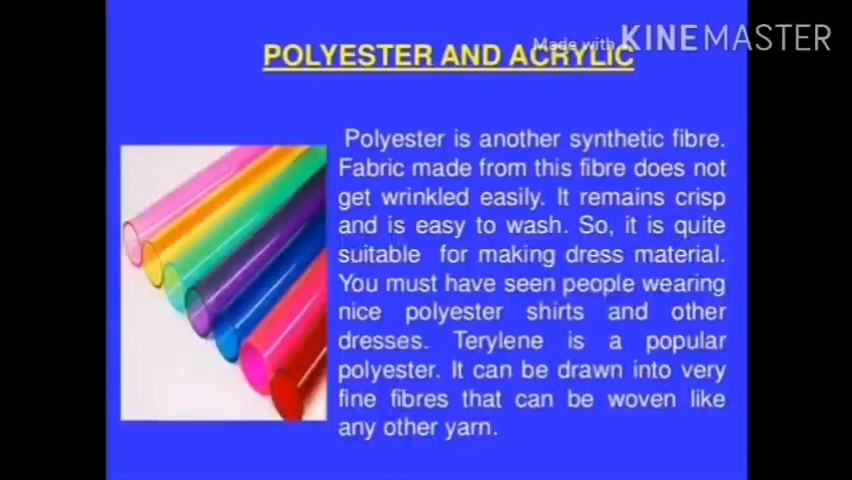 Made with KINEMASTER
POLYESTER AND ACRYLIC
Polyester is another synthetic fibre.
Fabric made from this fibre does not
get wrinkled easily. It remains crisp
and is easy to wash. So, it is quite
suitable for making dress material.
You must have seen people wearing
nice polyester shirts and other
dresses. Terylene is a popular
polyester. It can be drawn into very
fine fibres that can be woven like
any other yarn.